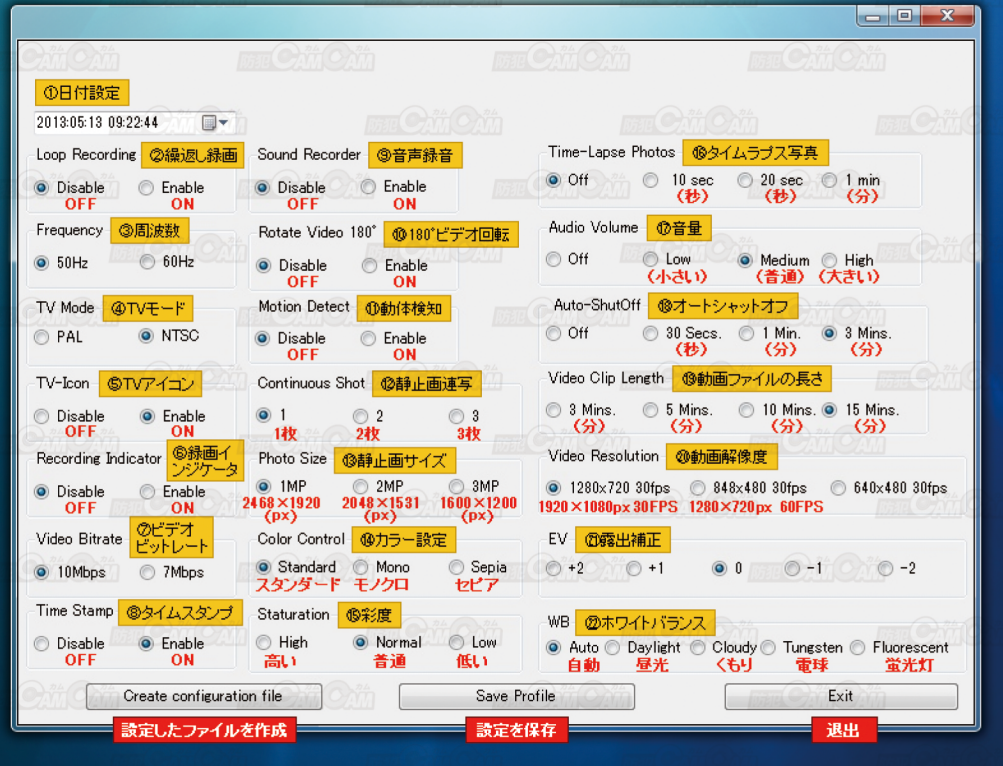 ①日付設定
2013:05:13 09:22:44
Loop Recording ②繰返し録画
Disable Enable
OFF ON
Frequency ③周波数
50Hz 60Hz
TV Mode ④TVモード
PAL NTSC
TV-Icon ⑤TVアイコン
Disable Enable
OFF ON
Recording Indicator ⑥録画イ
ンジケータ
Disable Enable
OFF ON
Video Bitrate ⑦ビデオ
ビットレート
10Mbps 7Mbps
Time Stamp ⑧タイムスタンプ
Disable Enable
OFF ON
Sound Recorder ⑨音声録音
Disable Enable
OFF ON
Rotate Video 180° ⑩180°ビデオ回転
Disable Enable
OFF ON
Motion Detect ⑪動体検知
Disable Enable
OFF ON
Continuous Shot ⑫静止画連写
1 2 3
1枚 2枚 3枚
Photo Size ⑬静止画サイズ
1MP 2MP 3MP
2468×1920 2048×1531 1600×1200
(px) (px) (px)
Color Control ⑭カラー設定
Standard Mono Sepia
スタンダード モノクロ セピア
Staturation ⑮彩度
High Normal Low
高い 普通 低い
Time-Lapse Photos ⑯タイムラプス写真
Off 10 sec 20 sec 1 min
(秒) (秒) (分)
Audio Volume ⑰音量
Off Low Medium High
(小さい) (普通) (大きい)
Auto-ShutOff ⑱オートシャットオフ
Off 30 Secs. 1 Min. 3 Mins.
(秒) (分) (分)
Video Clip Length ⑲動画ファイルの長さ
3 Mins. 5 Mins. 10 Mins. 15 Mins.
(分) (分) (分) (分)
Video Resolution ⑳動画解像度
1280x720 30fps 848x480 30fps 640x480 30fps
1920×1080px 30FPS 1280×720px 60FPS
EV ㉑露出補正
+2 +1 0 -1 -2
WB ㉒ホワイトバランス
Auto Daylight Cloudy Tungsten Fluorescent
自動 昼光 くもり 電球 蛍光灯
Create configuration file Save Profile Exit
設定したファイルを作成 設定を保存 退出